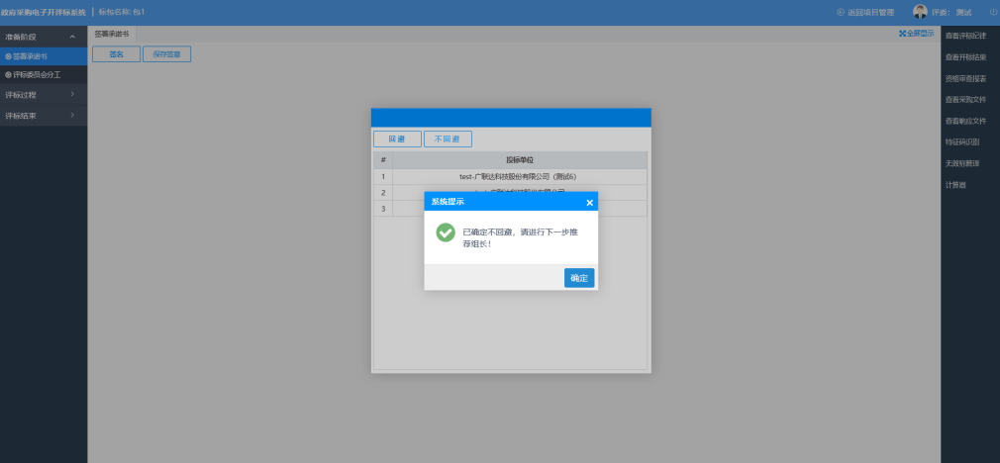 政府采购电子开评标系统 标包名称: 包1 返回项目管理 评委: 测试
准备阶段
签署承诺书
评标委员会分工
评标过程
评标结束
签署承诺书 全屏显示
签名 保存签章
回避 不回避
# 投标单位
1 test-广联达科技股份有限公司 (测试6)
2
3
系统提示 ×
已确定不回避, 请进行下一步推
荐组长!
确定
查看评标纪律
查看开标结果
资格审查报表
查看采购文件
查看响应文件
特征码识别
无效标管理
计算器